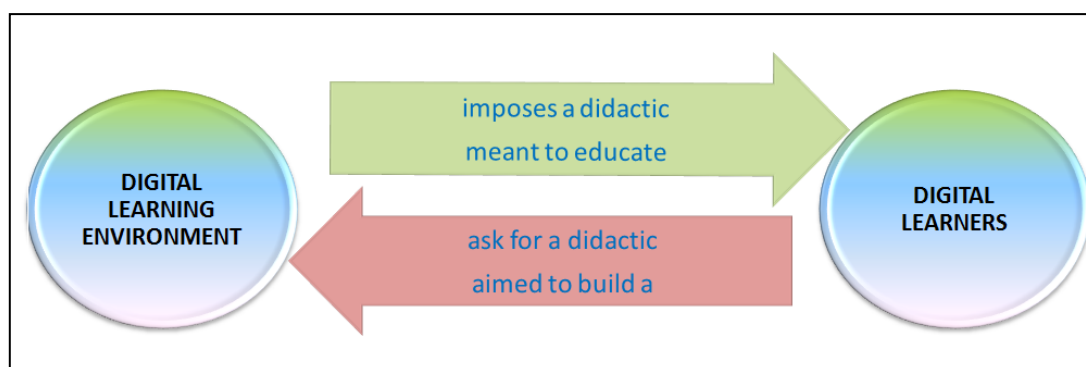 DIGITAL
LEARNING
ENVIRONMENT
imposes a didactic
meant to educate
ask for a didactic
aimed to build a
DIGITAL
LEARNERS